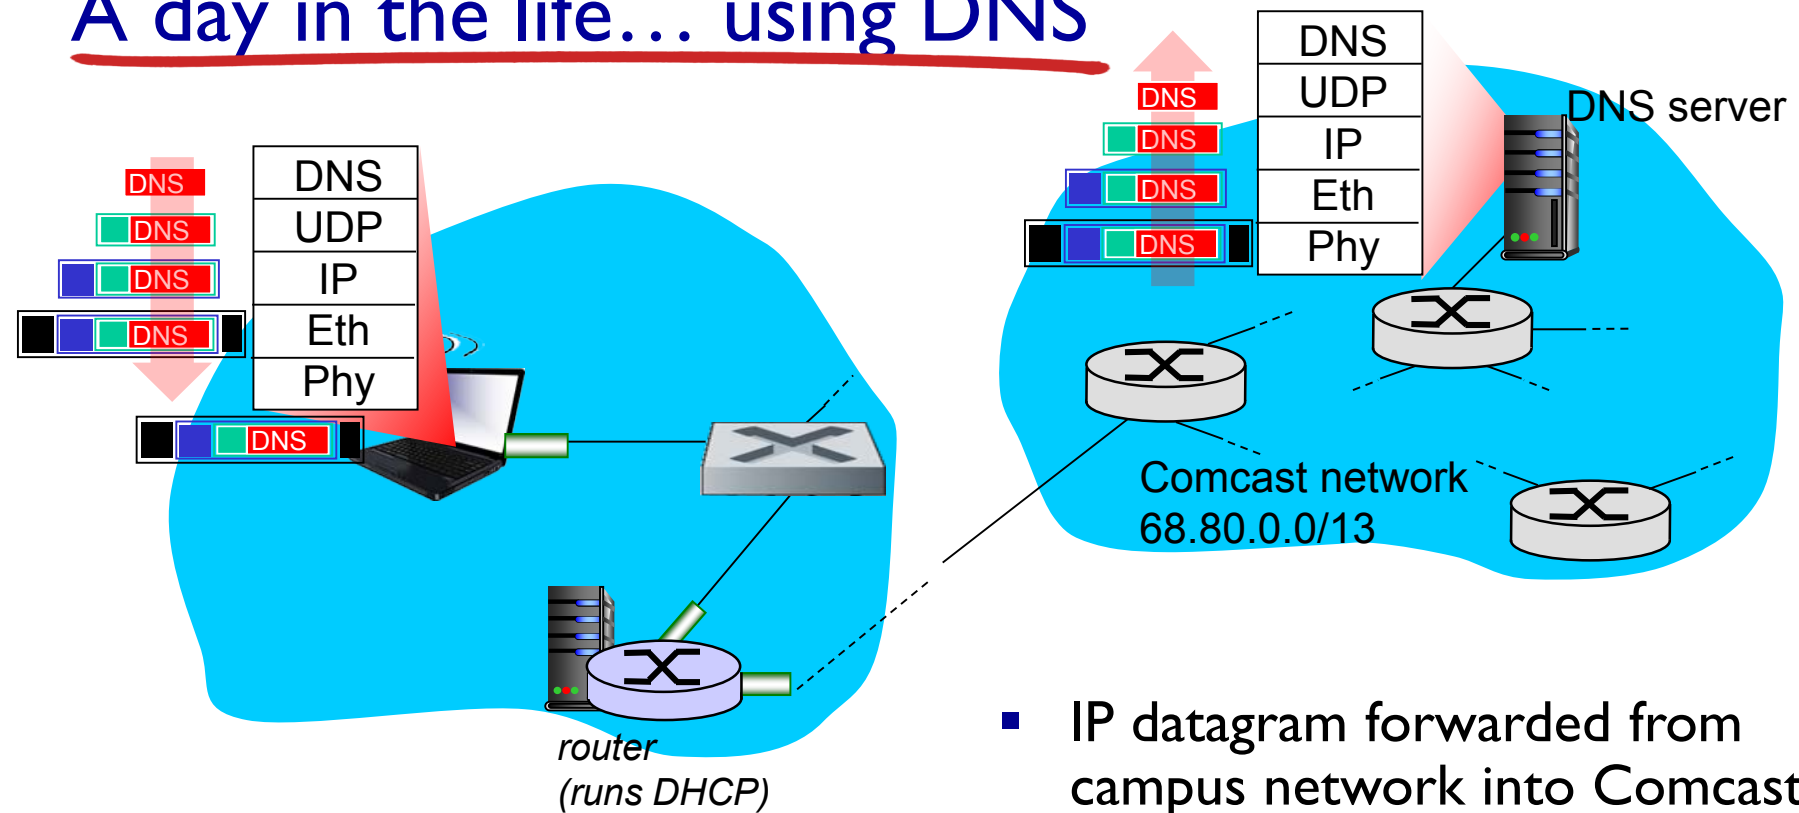 A day in the life… using DNS
DNS
DNS
DNS
DNS
DNS
DNS
UDP
IP
Eth
Phy
DNS
DNS
DNS
DNS
DNS
UDP
IP
Eth
Phy
DNS server
Comcast network
68.80.0.0/13
router
(runs DHCP)
▪ IP datagram forwarded from
campus network into Comcast